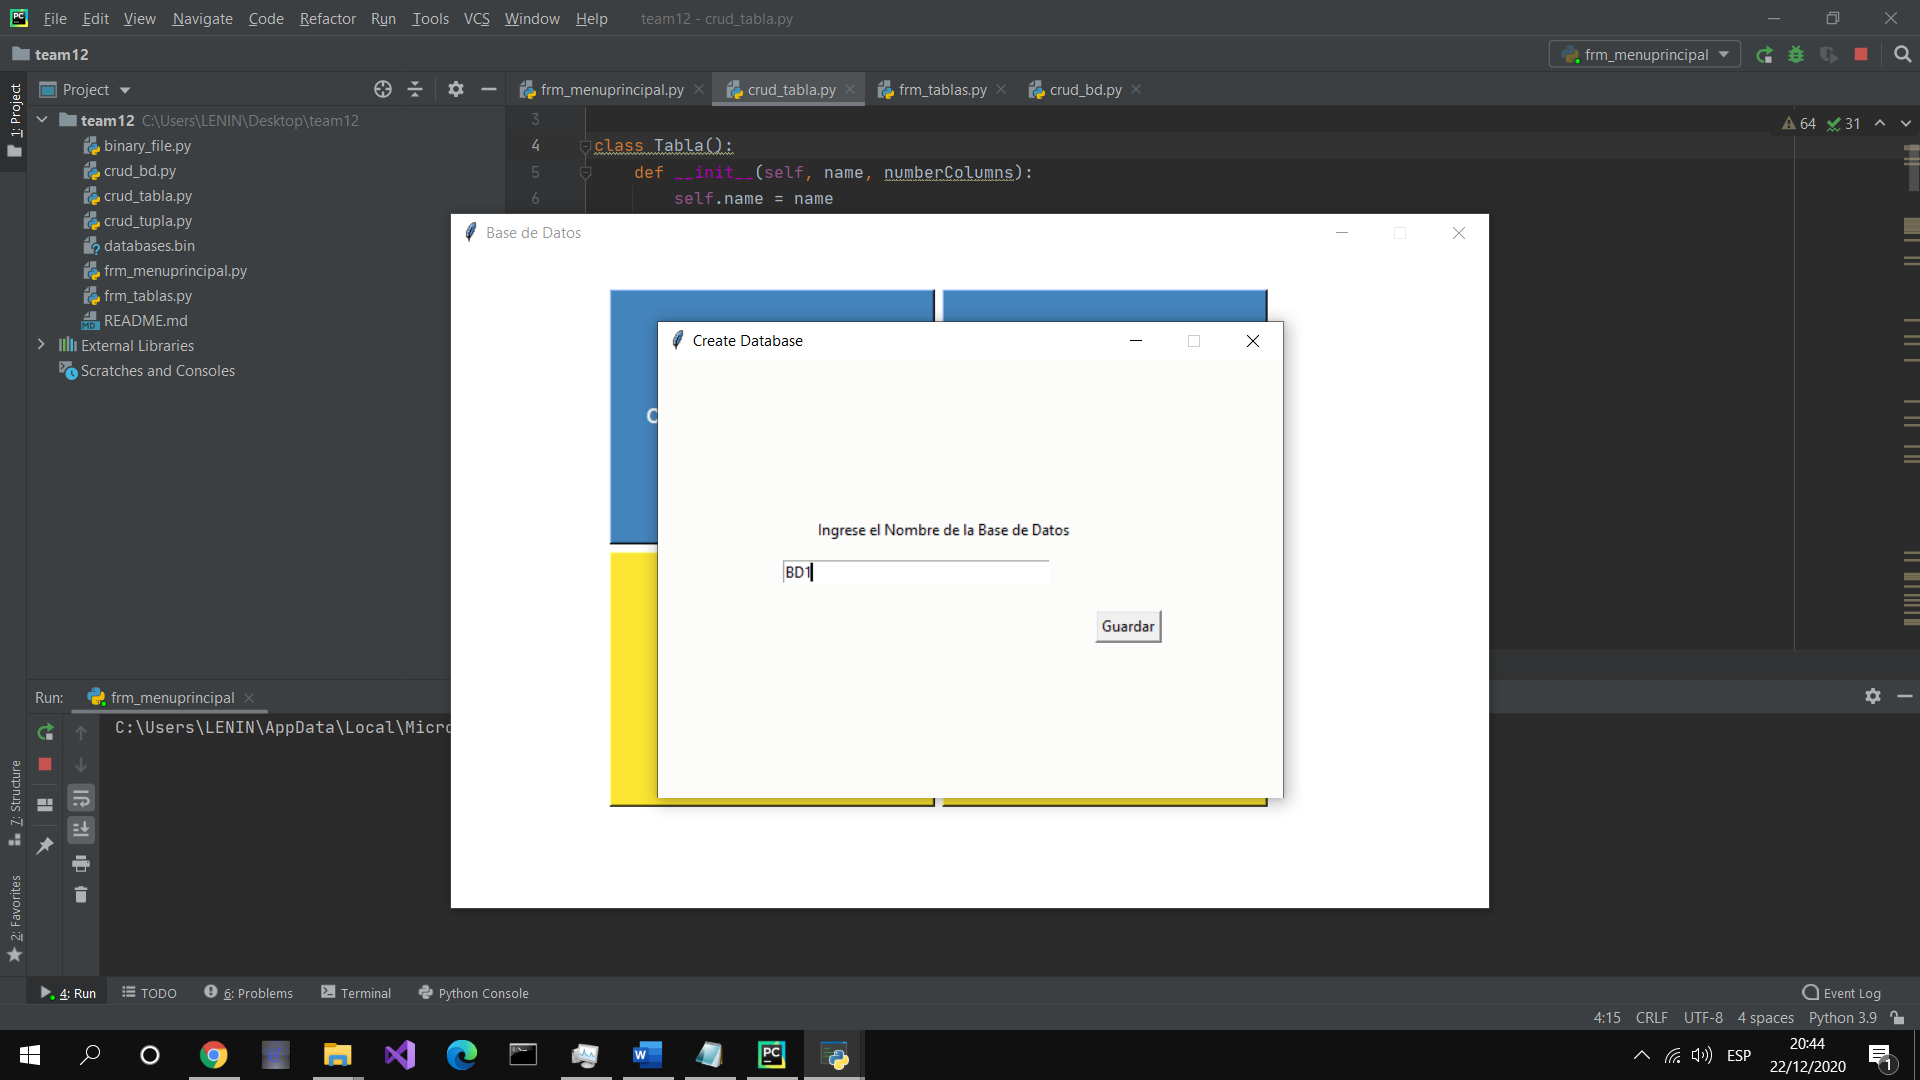 File Edit View Navigate Code Refactor Run Tools VCS Window Help team12 - crud_tabla.py
team12
frm_menuprincipal
1: Project
Project
frm_menuprincipal.py
crud_tabla.py
frm_tablas.py
crud_bd.py
team12 C:\Users\LENIN\Desktop\team12
binary_file.py
crud_bd.py
crud_tabla.py
crud_tupla.py
databases.bin
frm_menuprincipal.py
frm_tablas.py
README.md
External Libraries
Scratches and Consoles
3
4 class Tabla():
5 def __init__(self, name, numberColumns):
6 self.name = name
64 31
Base de Datos
Create Database
Ingrese el Nombre de la Base de Datos
BD1
Guardar
Run: frm_menuprincipal
C:\Users\LENIN\AppData\Local\Micro
7: Structure
2: Favorites
4: Run TODO 6: Problems Terminal Python Console Event Log
4:15 CRLF UTF-8 4 spaces Python 3.9
ESP
20:44
22/12/2020
1